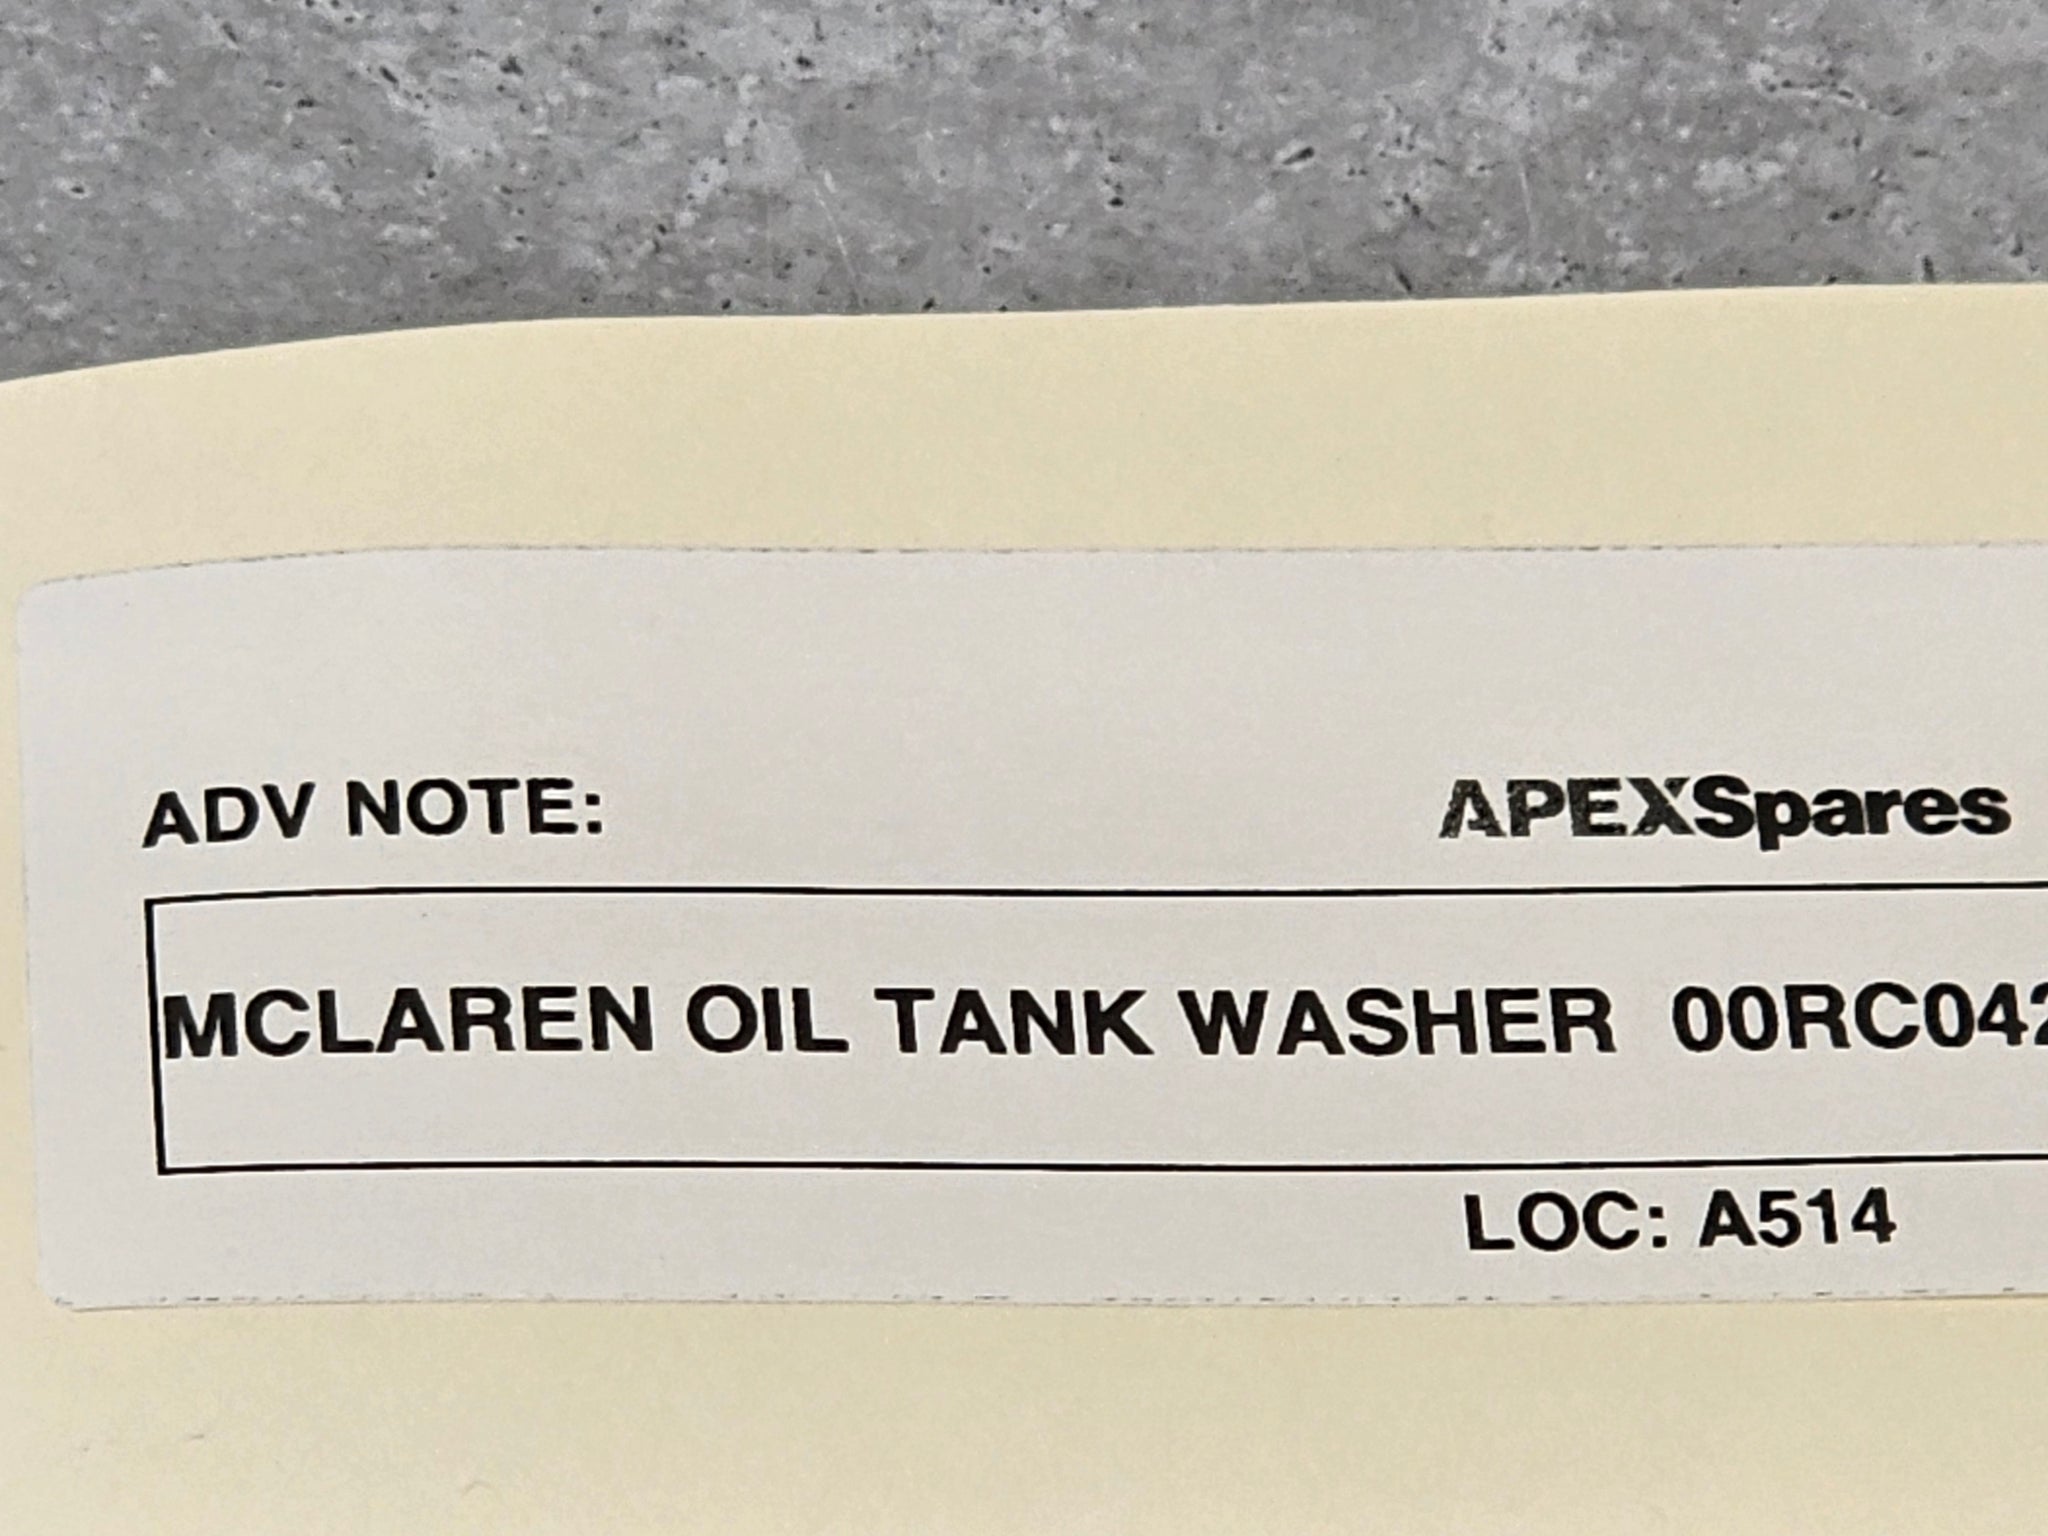 ADV NOTE: APEXSpares
MCLAREN OIL TANK WASHER 00RC042
LOC: A514